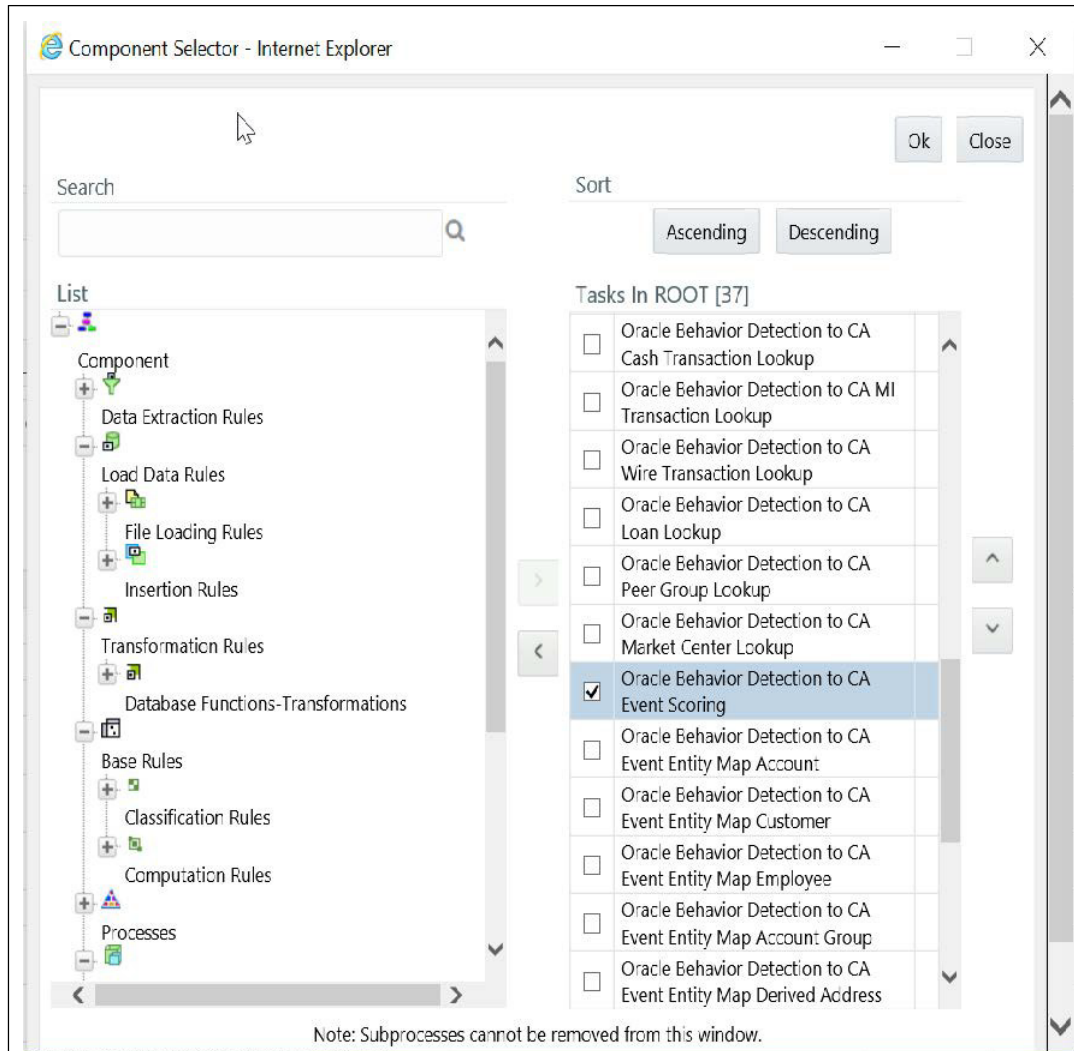 Component Selector - Internet Explorer
Ok
Close
Search
Sort
Ascending
Descending
List
Tasks In ROOT [37]
Component
Data Extraction Rules
Load Data Rules
File Loading Rules
Insertion Rules
Transformation Rules
Database Functions-Transformations
Base Rules
Classification Rules
Computation Rules
Processes
Oracle Behavior Detection to CA
Cash Transaction Lookup
Oracle Behavior Detection to CA MI
Transaction Lookup
Oracle Behavior Detection to CA
Wire Transaction Lookup
Oracle Behavior Detection to CA
Loan Lookup
Oracle Behavior Detection to CA
Peer Group Lookup
Oracle Behavior Detection to CA
Market Center Lookup
Oracle Behavior Detection to CA
Event Scoring
Oracle Behavior Detection to CA
Event Entity Map Account
Oracle Behavior Detection to CA
Event Entity Map Customer
Oracle Behavior Detection to CA
Event Entity Map Employee
Oracle Behavior Detection to CA
Event Entity Map Account Group
Oracle Behavior Detection to CA
Event Entity Map Derived Address
Note: Subprocesses cannot be removed from this window.